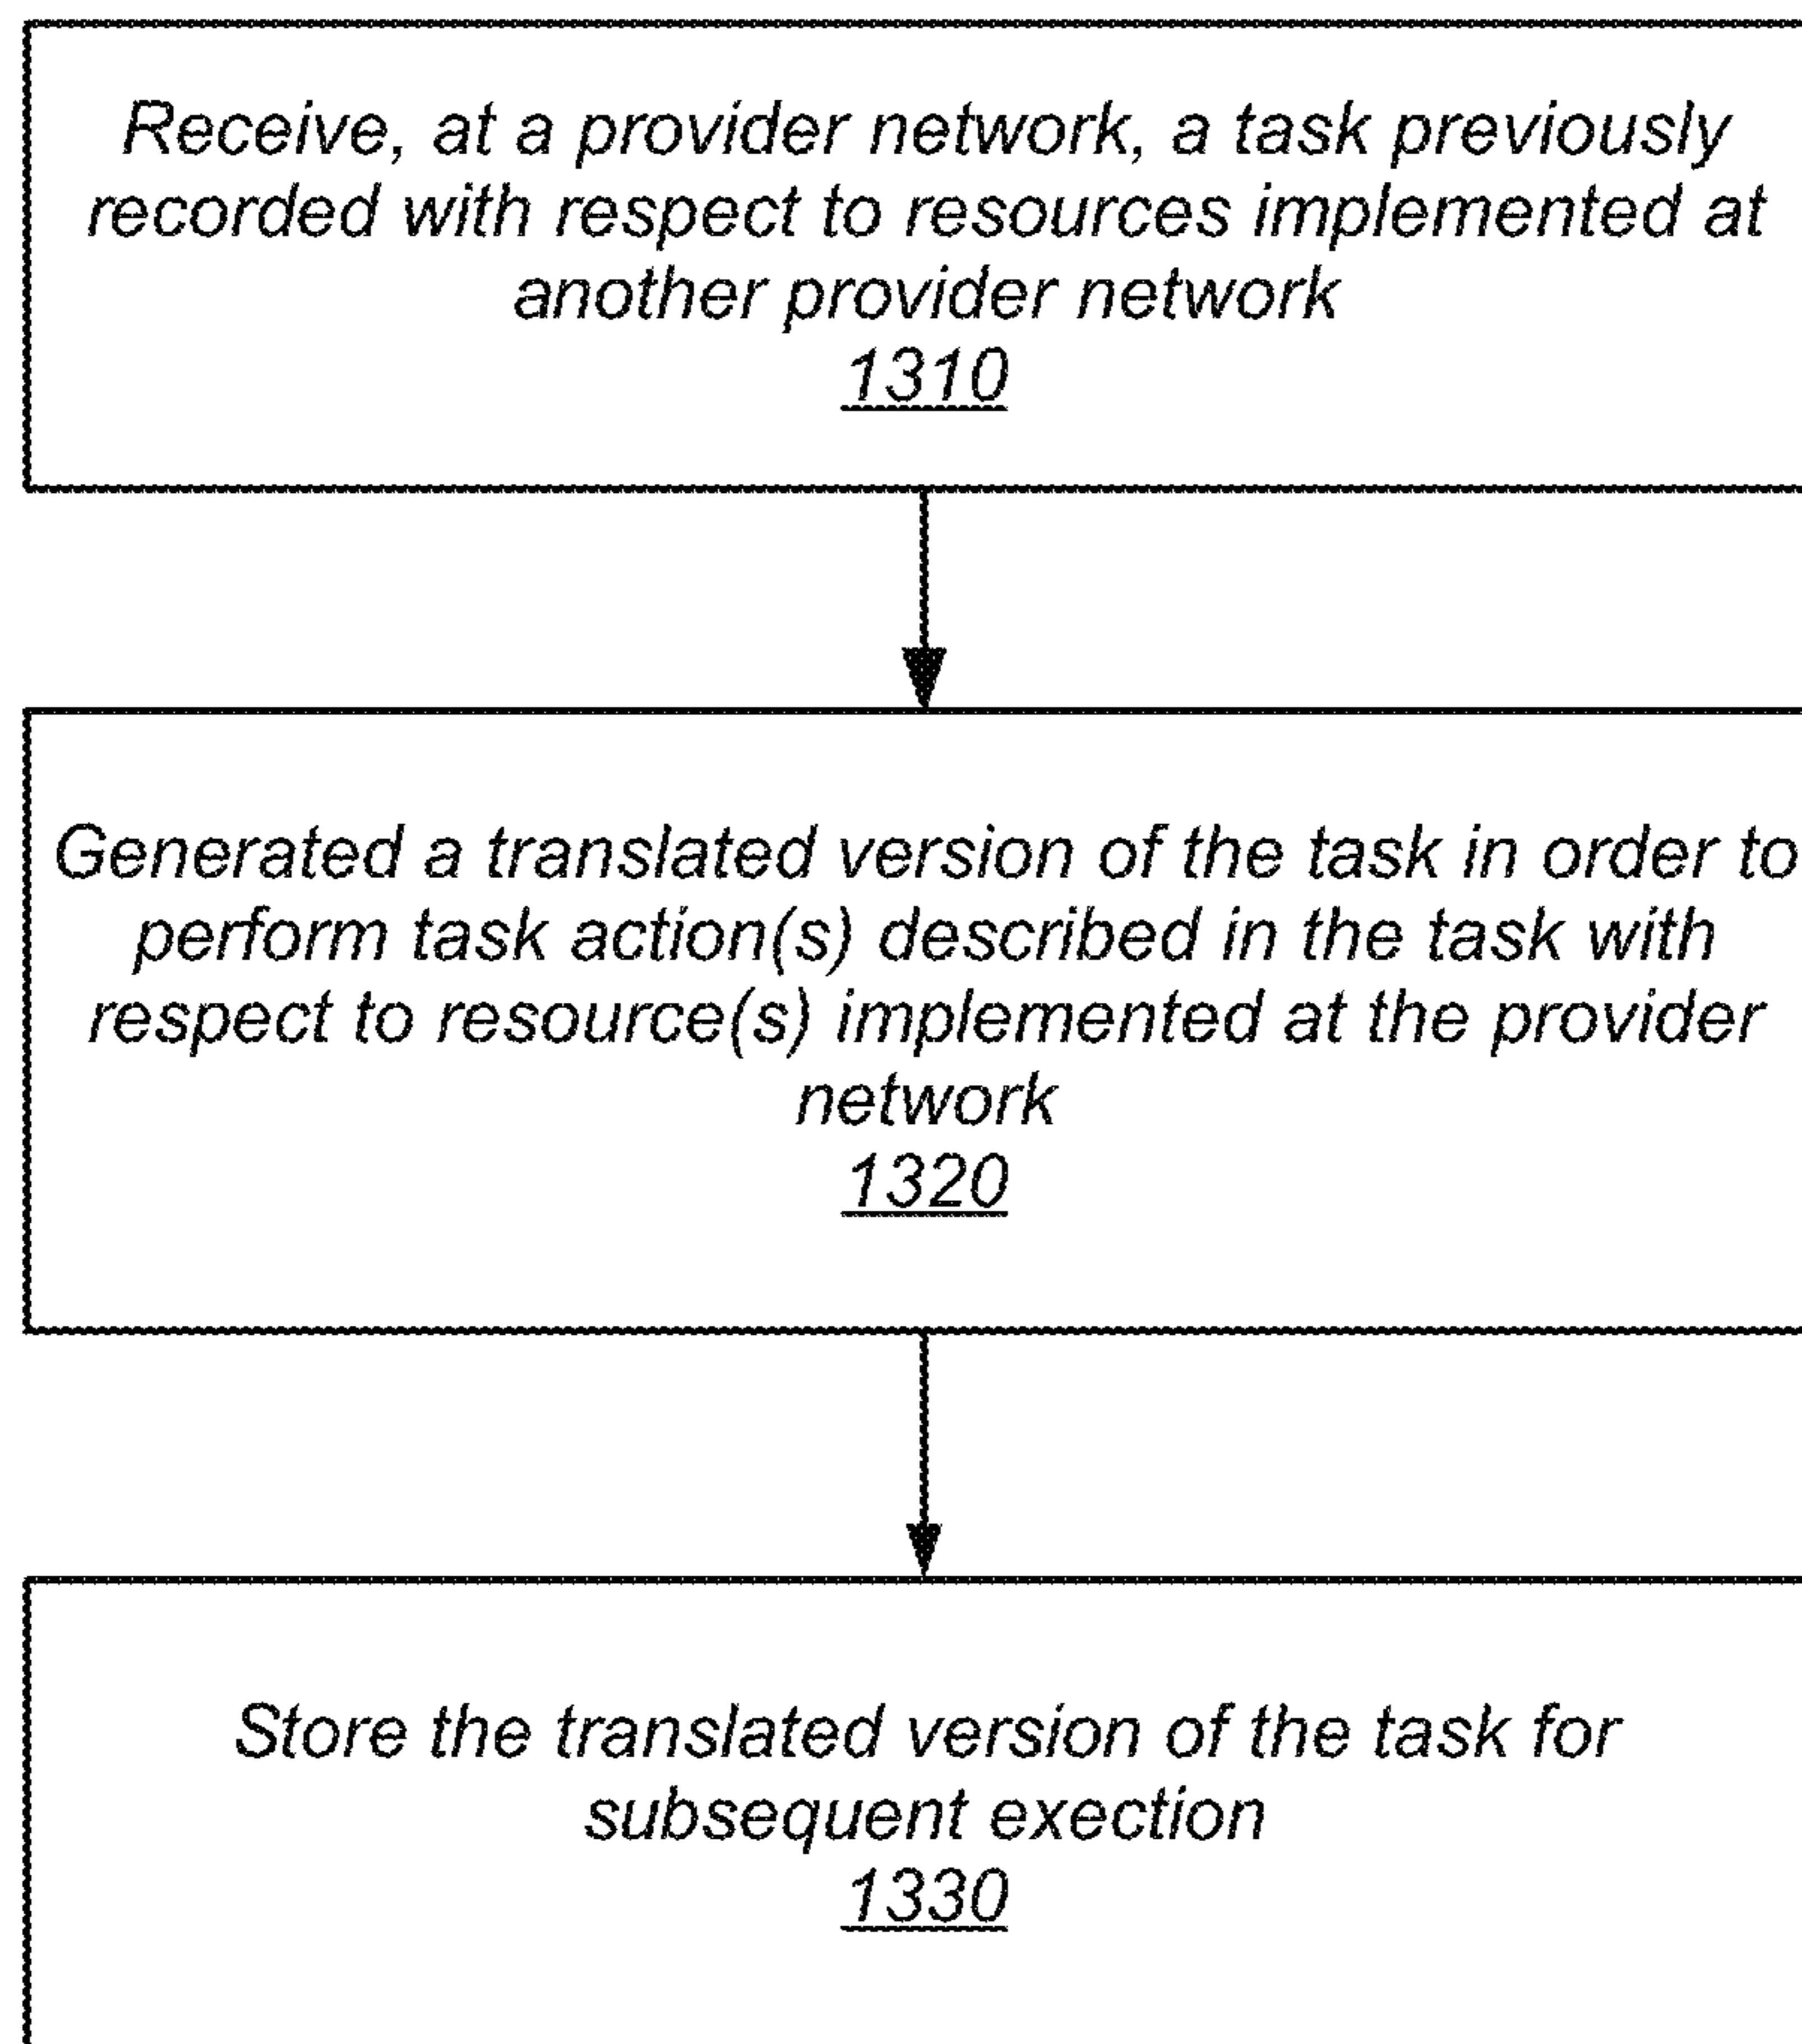 Receive, at a provider network, a task previously
recorded with respect to resources implemented at
another provider network
1310
Generated a translated version of the task in order to
perform task action(s) described in the task with
respect to resource(s) implemented at the provider
network
1320
Store the translated version of the task for
subsequent exection
1330